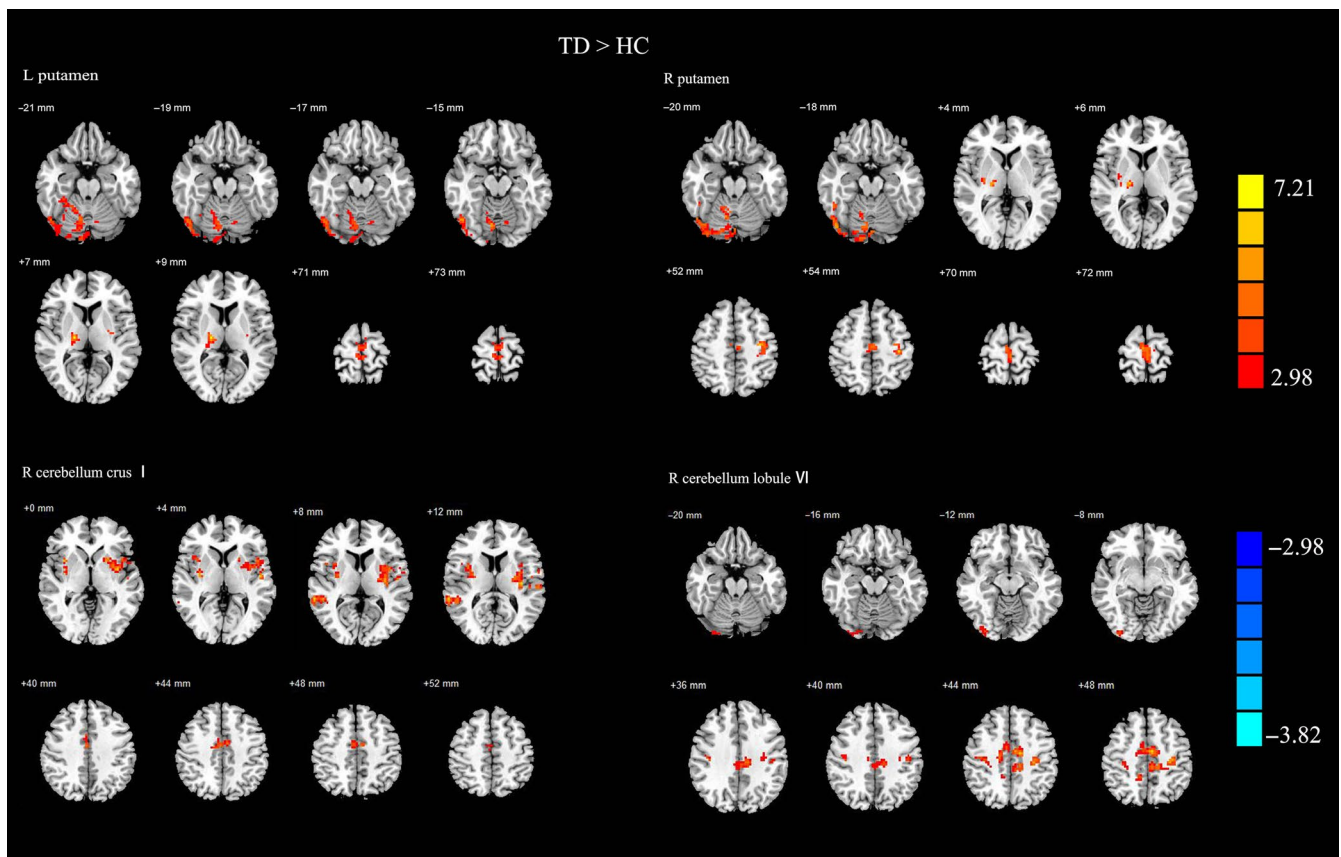 TD > HC
L putamen
−21 mm −19 mm −17 mm −15 mm
+7 mm +9 mm +71 mm +73 mm
R putamen
−20 mm −18 mm +4 mm +6 mm
+52 mm +54 mm +70 mm +72 mm
7.21
2.98
R cerebellum crus Ⅰ
+0 mm +4 mm +8 mm +12 mm
+40 mm +44 mm +48 mm +52 mm
R cerebellum lobule Ⅵ
−20 mm −16 mm −12 mm −8 mm
+36 mm +40 mm +44 mm +48 mm
−2.98
−3.82